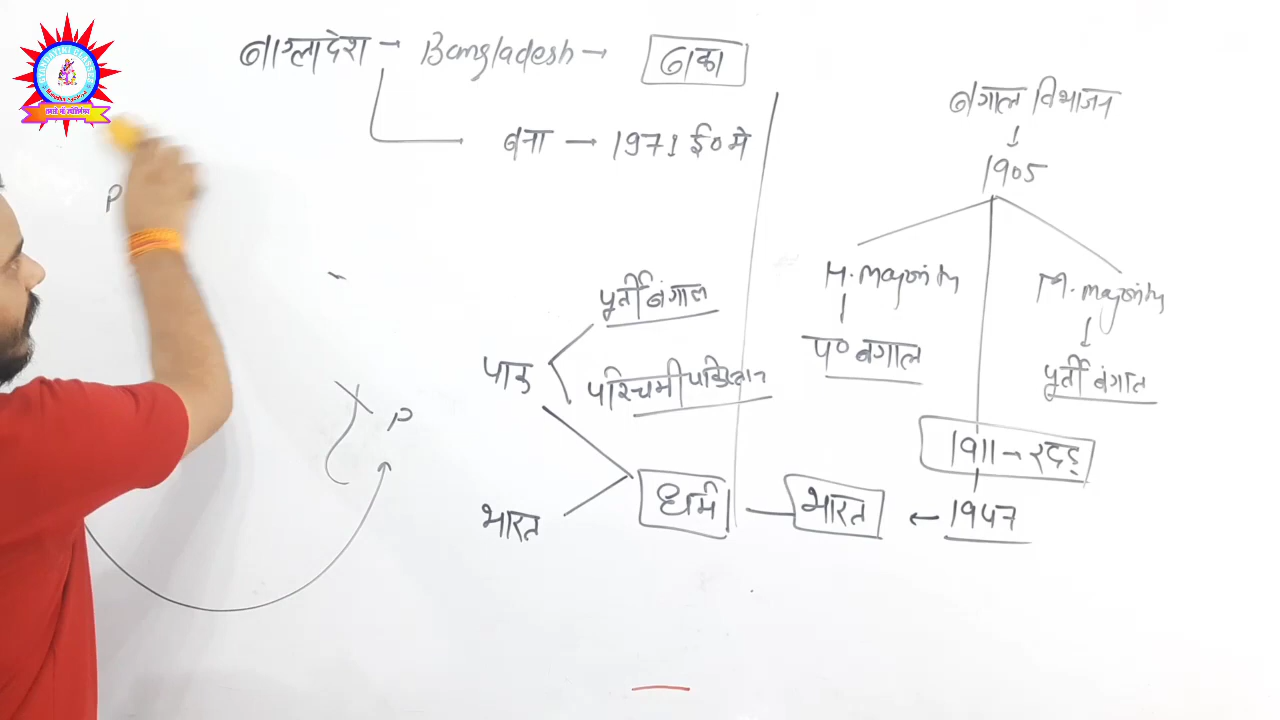 बाग्लादेश → Bangladesh → ढाका
बना → 1971 ई० मे
P
पूर्ती बंगाल
पाक
पश्चिमी पाकिस्तान
P
भारत
धर्म
बंगाल विभाजन
↓
1905
H. majority
M. majority
प० बंगाल
पूर्ती बंगाल
1911 → रद्द
भारत ← 1947